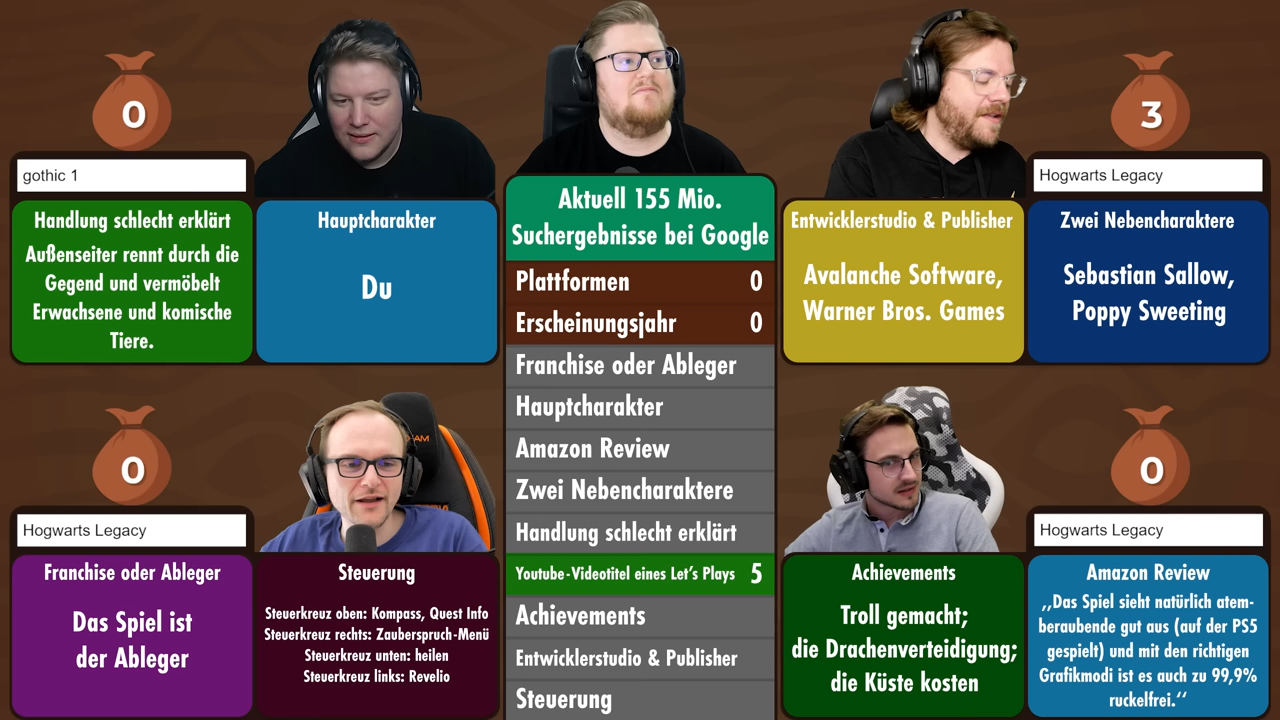 0
gothic 1
Handlung schlecht erklärt
Außenseiter rennt durch die
Gegend und vermöbelt
Erwachsene und komische
Tiere.
Hauptcharakter
Du
Aktuell 155 Mio.
Suchergebnisse bei Google
Plattformen 0
Erscheinungsjahr 0
Franchise oder Ableger
Hauptcharakter
Amazon Review
Zwei Nebencharaktere
Handlung schlecht erklärt
Youtube-Videotitel eines Let's Plays 5
Achievements
Entwicklerstudio & Publisher
Steuerung
3
Hogwarts Legacy
Entwicklerstudio & Publisher
Avalanche Software,
Warner Bros. Games
Zwei Nebencharaktere
Sebastian Sallow,
Poppy Sweeting
0
Hogwarts Legacy
Franchise oder Ableger
Das Spiel ist
der Ableger
Steuerung
Steuerkreuz oben: Kompass, Quest Info
Steuerkreuz rechts: Zauberspruch-Menü
Steuerkreuz unten: heilen
Steuerkreuz links: Revelio
0
Hogwarts Legacy
Achievements
Troll gemacht;
die Drachenverteidigung;
die Küste kosten
Amazon Review
,,Das Spiel sieht natürlich atem-
beraubende gut aus (auf der PS5
gespielt) und mit den richtigen
Grafikmodi ist es auch zu 99,9%
ruckelfrei.‘‘